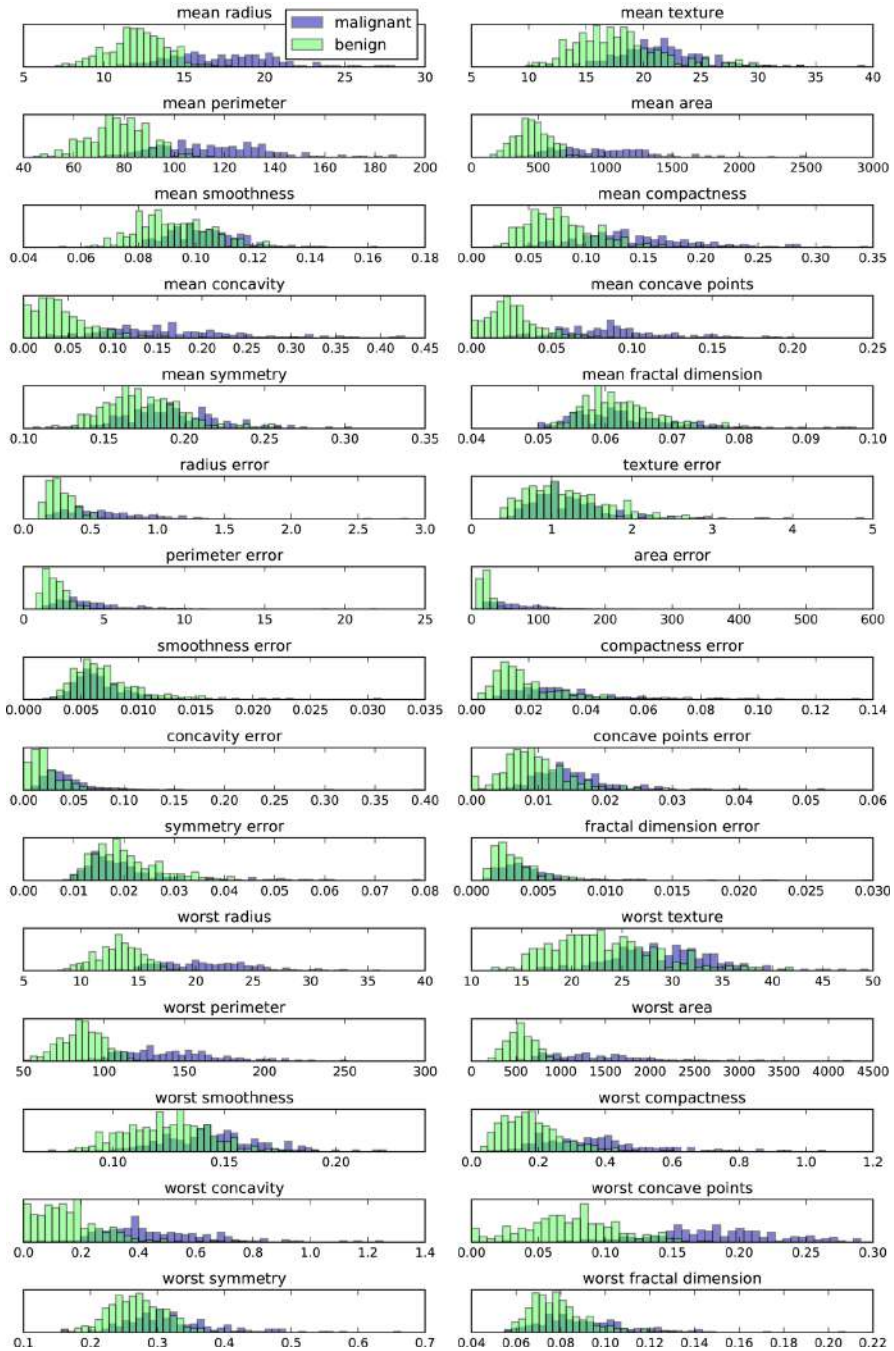 mean radius
malignant
benign
5 10 15 20 25 30
mean texture
5 10 15 20 25 30 35 40
mean perimeter
40 60 80 100 120 140 160 180 200
mean area
0 500 1000 1500 2000 2500 3000
mean smoothness
0.04 0.06 0.08 0.10 0.12 0.14 0.16 0.18
mean compactness
0.00 0.05 0.10 0.15 0.20 0.25 0.30 0.35
mean concavity
0.00 0.05 0.10 0.15 0.20 0.25 0.30 0.35 0.40 0.45
mean concave points
0.00 0.05 0.10 0.15 0.20 0.25
mean symmetry
0.10 0.15 0.20 0.25 0.30 0.35
mean fractal dimension
0.04 0.05 0.06 0.07 0.08 0.09 0.10
radius error
0.0 0.5 1.0 1.5 2.0 2.5 3.0
texture error
0 1 2 3 4 5
perimeter error
0 5 10 15 20 25
area error
0 100 200 300 400 500 600
smoothness error
0.000 0.005 0.010 0.015 0.020 0.025 0.030 0.035
compactness error
0.00 0.02 0.04 0.06 0.08 0.10 0.12 0.14
concavity error
0.00 0.05 0.10 0.15 0.20 0.25 0.30 0.35 0.40
concave points error
0.00 0.01 0.02 0.03 0.04 0.05 0.06
symmetry error
0.00 0.01 0.02 0.03 0.04 0.05 0.06 0.07 0.08
fractal dimension error
0.000 0.005 0.010 0.015 0.020 0.025 0.030
worst radius
5 10 15 20 25 30 35 40
worst texture
10 15 20 25 30 35 40 45 50
worst perimeter
50 100 150 200 250 300
worst area
0 500 1000 1500 2000 2500 3000 3500 4000 4500
worst smoothness
0.10 0.15 0.20
worst compactness
0.0 0.2 0.4 0.6 0.8 1.0 1.2
worst concavity
0.0 0.2 0.4 0.6 0.8 1.0 1.2 1.4
worst concave points
0.00 0.05 0.10 0.15 0.20 0.25 0.30
worst symmetry
0.1 0.2 0.3 0.4 0.5 0.6 0.7
worst fractal dimension
0.04 0.06 0.08 0.10 0.12 0.14 0.16 0.18 0.20 0.22